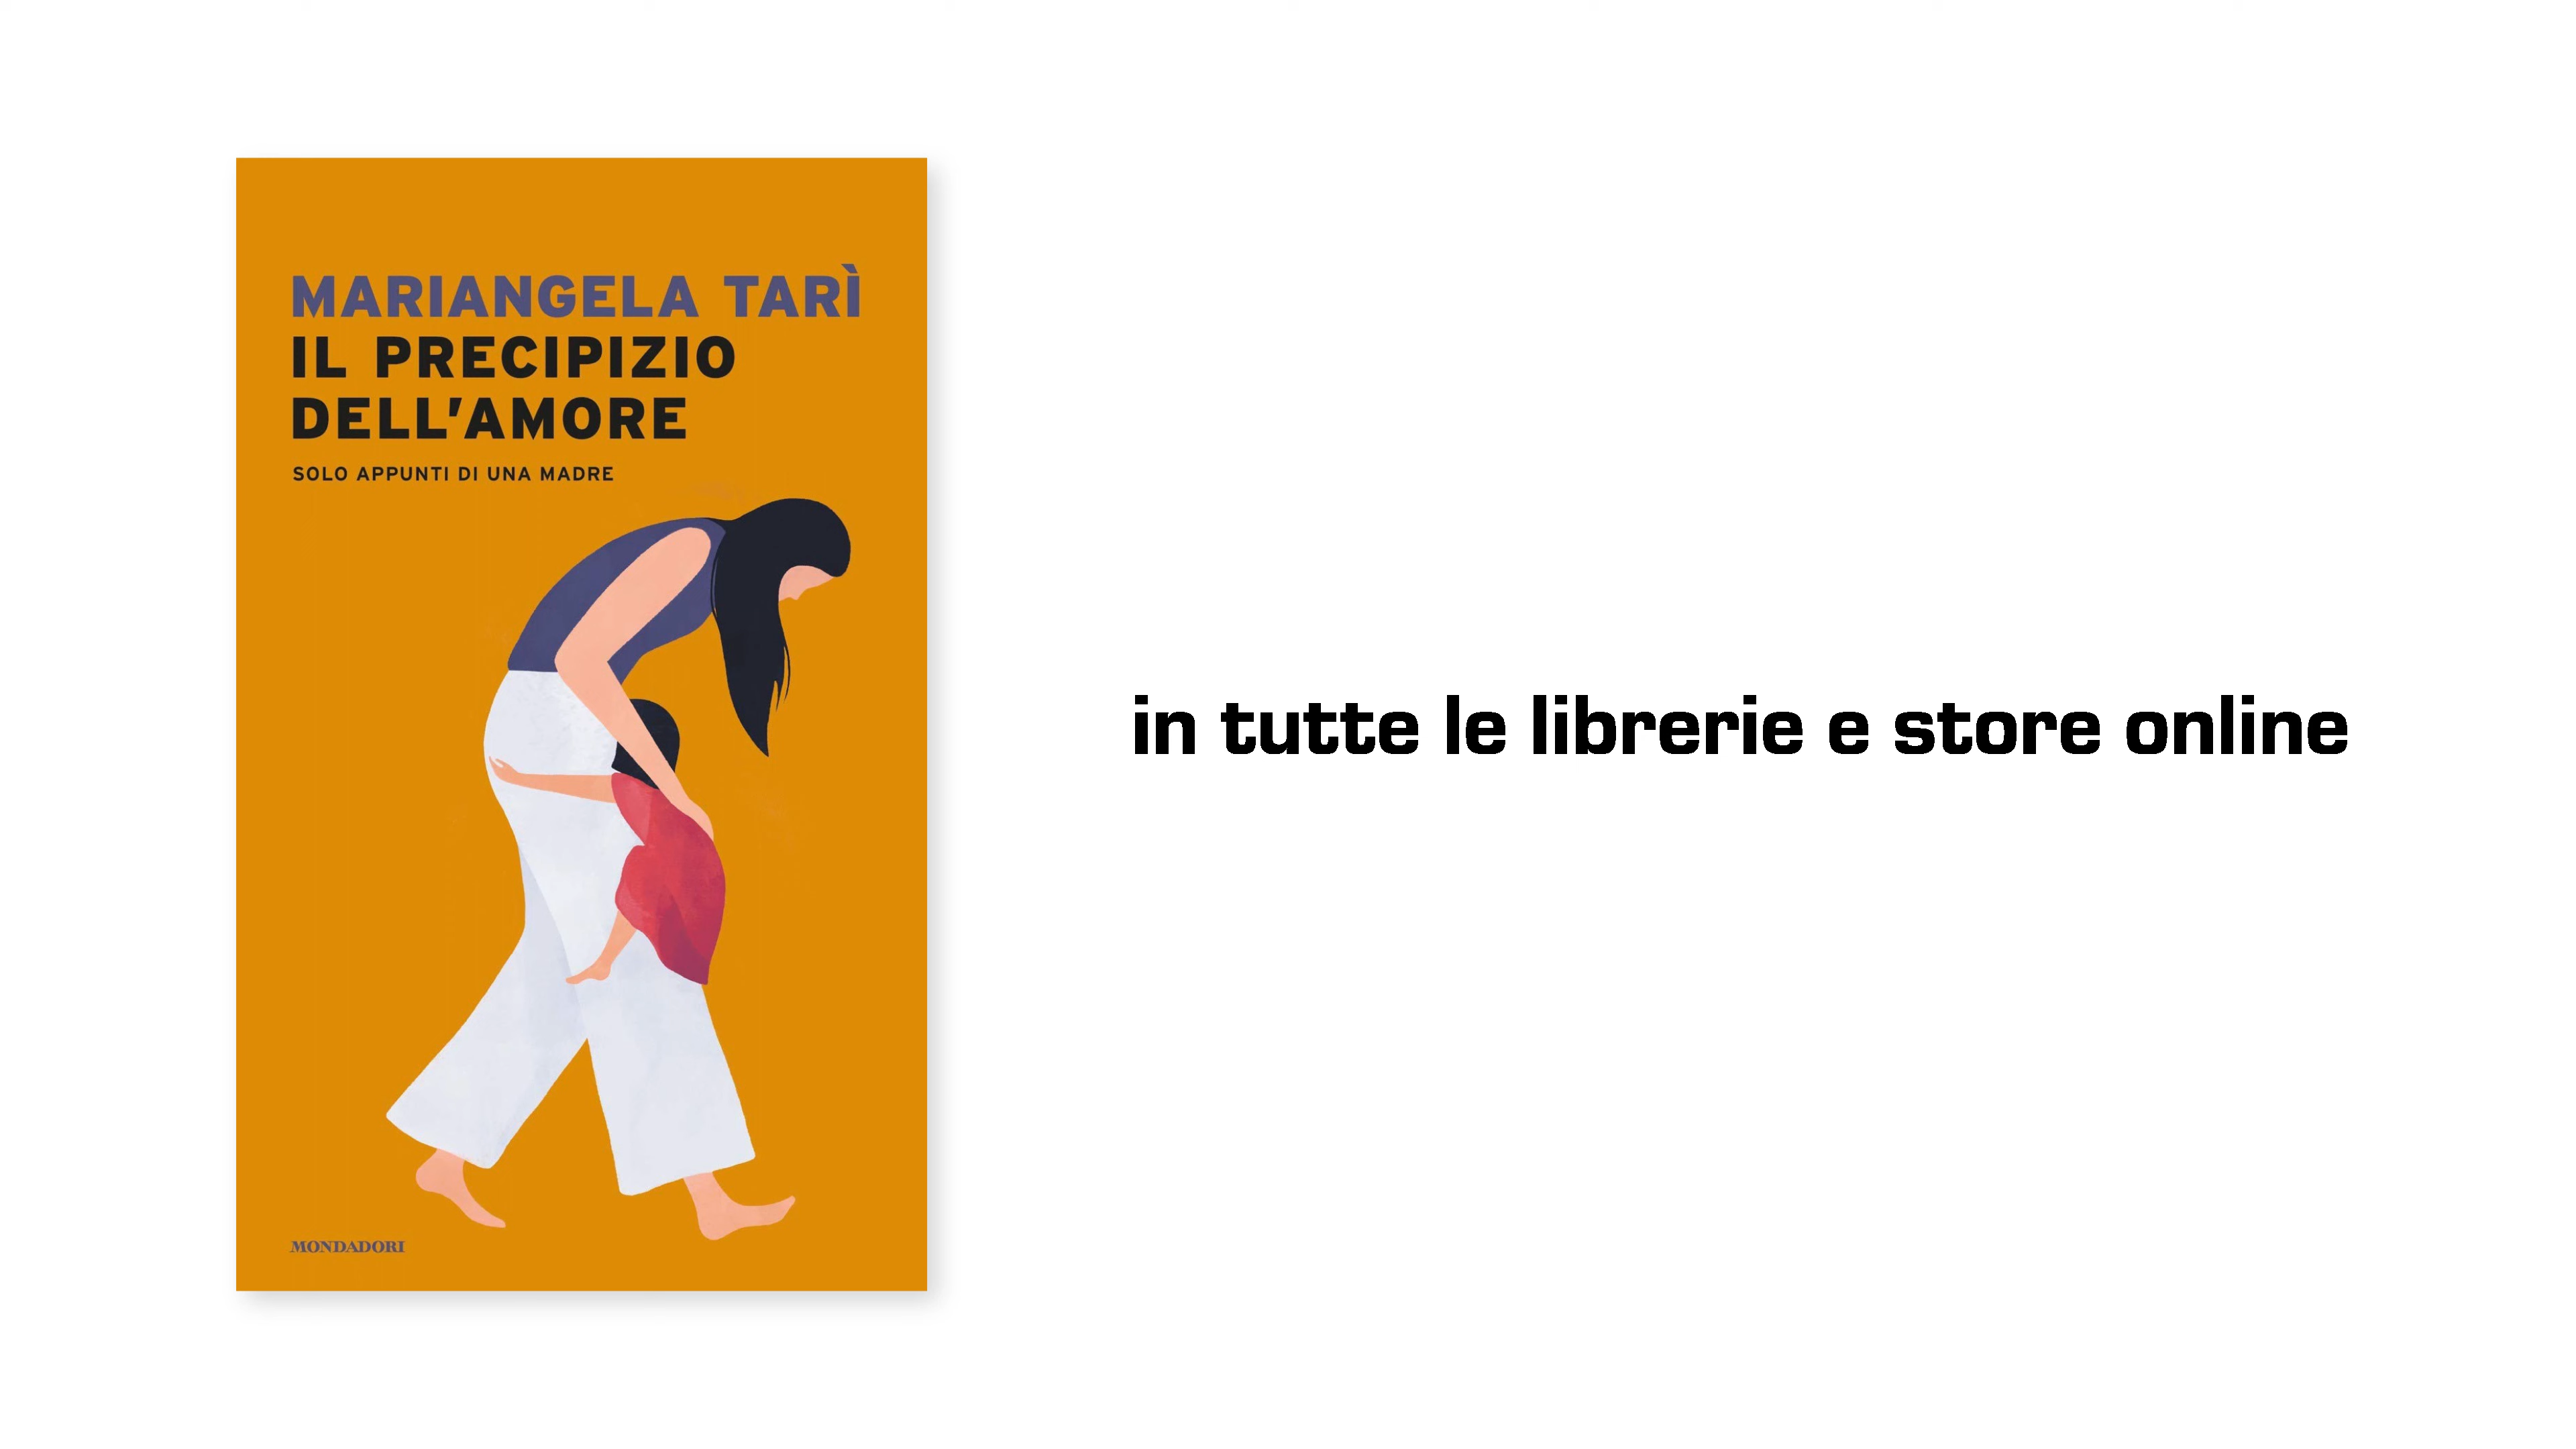 MARIANGELA TARÌ
IL PRECIPIZIO
DELL'AMORE
SOLO APPUNTI DI UNA MADRE
MONDADORI
in tutte le librerie e store online